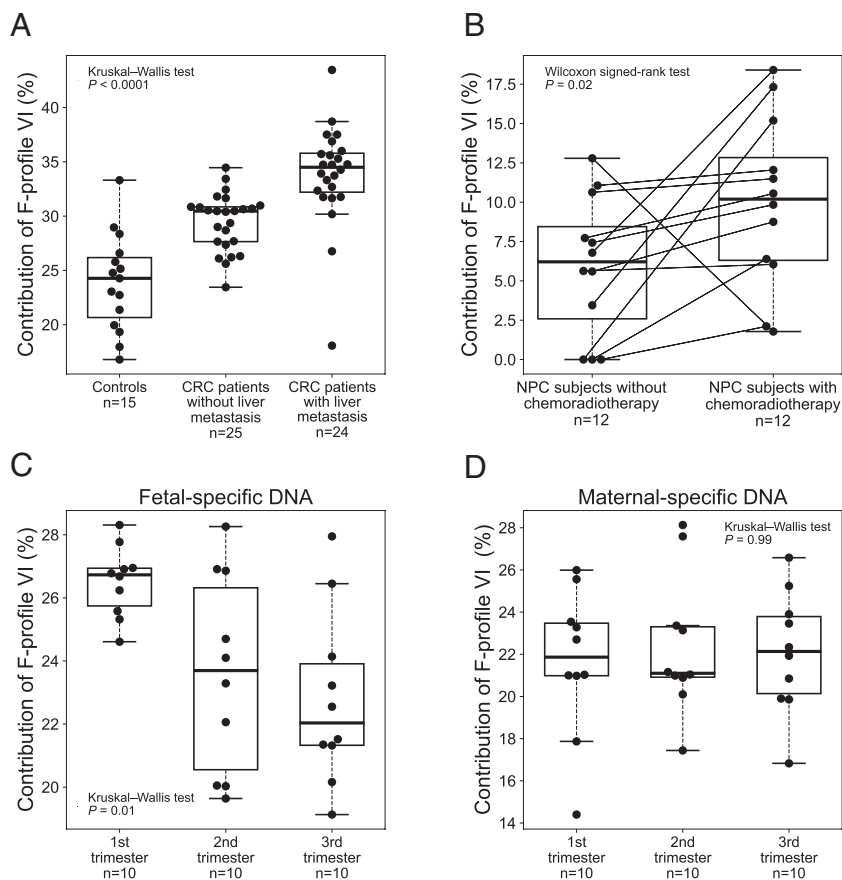 A
Contribution of F-profile VI (%)
Kruskal–Wallis test
P < 0.0001
40
35
30
25
20
Controls
n=15
CRC patients
without liver
metastasis
n=25
CRC patients
with liver
metastasis
n=24
B
Contribution of F-profile VI (%)
Wilcoxon signed-rank test
P = 0.02
17.5
15.0
12.5
10.0
7.5
5.0
2.5
0.0
NPC subjects without
chemoradiotherapy
n=12
NPC subjects with
chemoradiotherapy
n=12
C
Fetal-specific DNA
Contribution of F-profile VI (%)
28
26
24
22
20
Kruskal–Wallis test
P = 0.01
1st
trimester
n=10
2nd
trimester
n=10
3rd
trimester
n=10
D
Maternal-specific DNA
Contribution of F-profile VI (%)
Kruskal–Wallis test
P = 0.99
28
26
24
22
20
18
16
14
1st
trimester
n=10
2nd
trimester
n=10
3rd
trimester
n=10